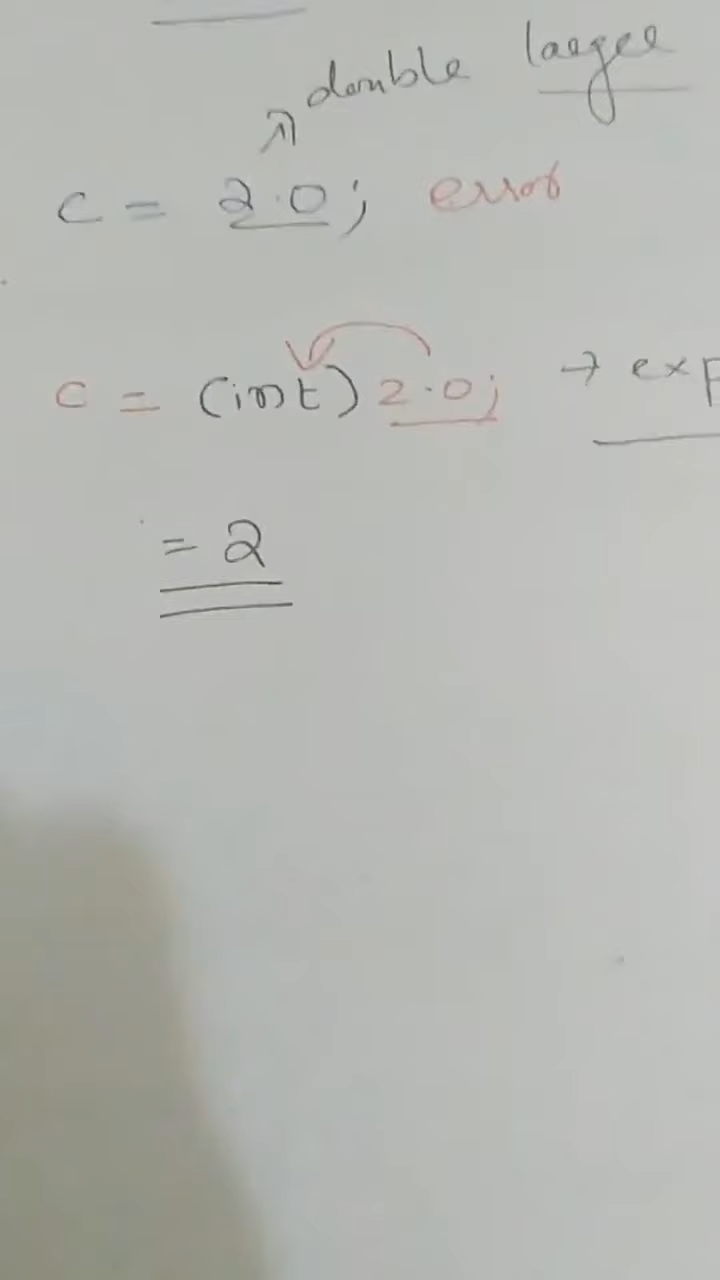 double larger
c = 2.0; error
c = (int) 2.0; → exp
= 2